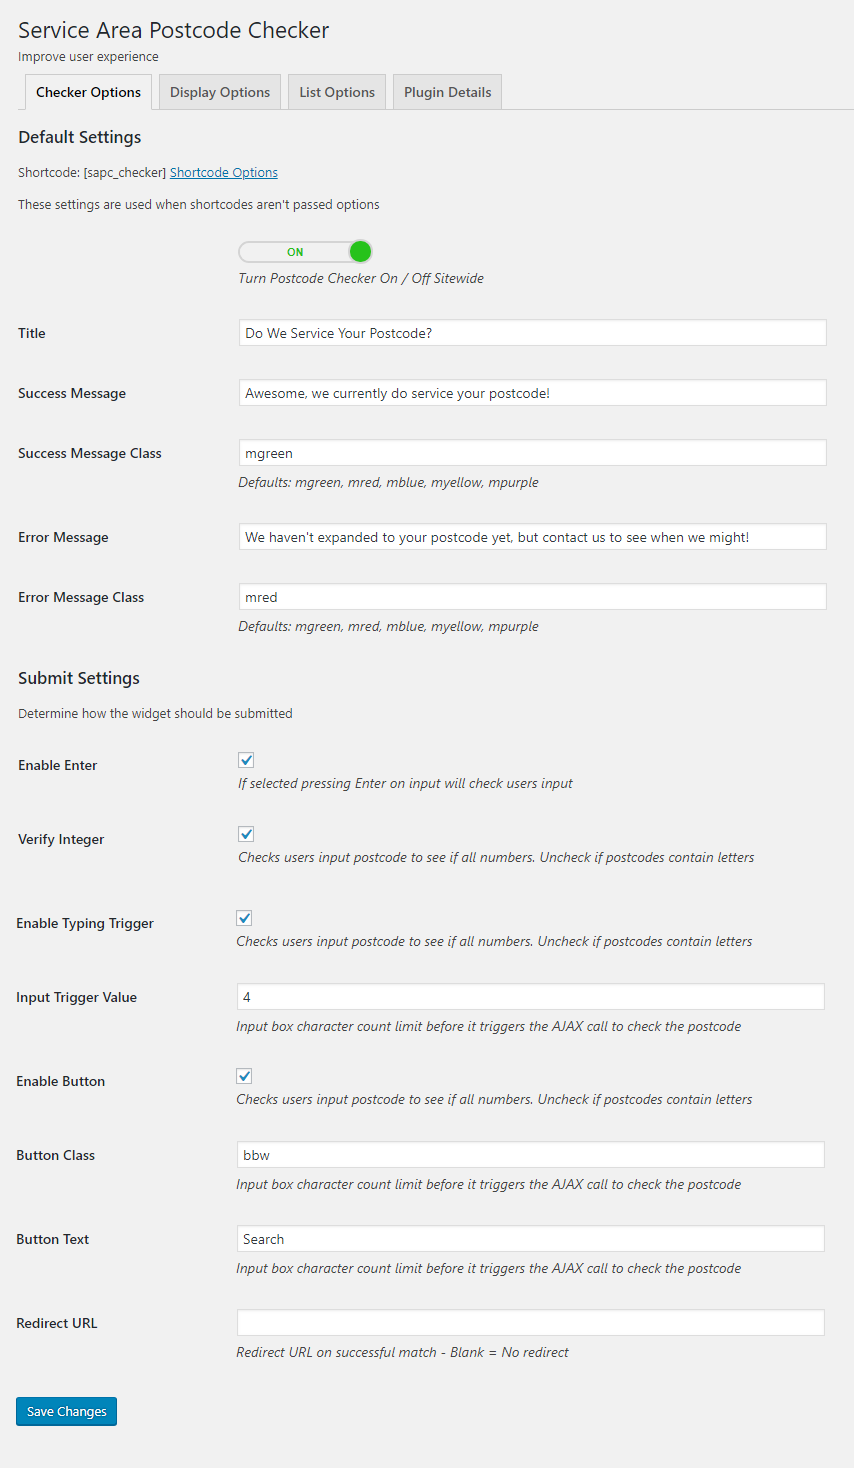 Service Area Postcode Checker
Improve user experience
Checker Options
Display Options
List Options
Plugin Details
Default Settings
Shortcode: [sapc_checker] Shortcode Options
These settings are used when shortcodes aren't passed options
ON
Turn Postcode Checker On / Off Sitewide
Title
Do We Service Your Postcode?
Success Message
Awesome, we currently do service your postcode!
Success Message Class
mgreen
Defaults: mgreen, mred, mblue, myellow, mpurple
Error Message
We haven't expanded to your postcode yet, but contact us to see when we might!
Error Message Class
mred
Defaults: mgreen, mred, mblue, myellow, mpurple
Submit Settings
Determine how the widget should be submitted
Enable Enter
If selected pressing Enter on input will check users input
Verify Integer
Checks users input postcode to see if all numbers. Uncheck if postcodes contain letters
Enable Typing Trigger
Checks users input postcode to see if all numbers. Uncheck if postcodes contain letters
Input Trigger Value
4
Input box character count limit before it triggers the AJAX call to check the postcode
Enable Button
Checks users input postcode to see if all numbers. Uncheck if postcodes contain letters
Button Class
bbw
Input box character count limit before it triggers the AJAX call to check the postcode
Button Text
Search
Input box character count limit before it triggers the AJAX call to check the postcode
Redirect URL
Redirect URL on successful match - Blank = No redirect
Save Changes